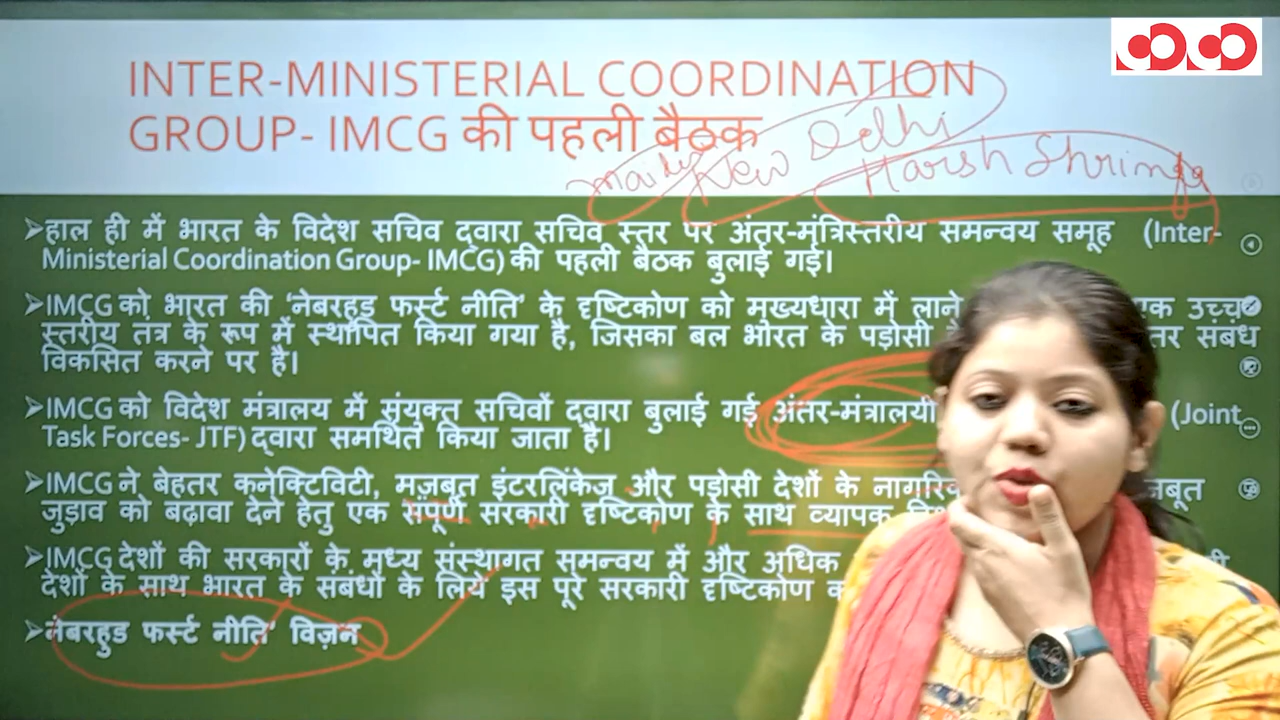 INTER-MINISTERIAL COORDINATION
GROUP- IMCG की पहली बैठक
New Delhi
Harsh Shringla
➢हाल ही में भारत के विदेश सचिव द्वारा सचिव स्तर पर अंतर-मंत्रिस्तरीय समन्वय समूह (Inter-
Ministerial Coordination Group- IMCG) की पहली बैठक बुलाई गई।
➢IMCG को भारत की 'नेबरहुड फर्स्ट नीति' के दृष्टिकोण को मुख्यधारा में लाने एक उच्च
स्तरीय तंत्र के रूप में स्थापित किया गया है, जिसका बल भारत के पड़ोसी संबंध
विकसित करने पर है।
➢IMCG को विदेश मंत्रालय में संयुक्त सचिवों द्वारा बुलाई गई अंतर-मंत्रालयी (Joint
Task Forces- JTF) द्वारा समर्थित किया जाता है।
➢IMCG ने बेहतर कनेक्टिविटी, मज़बूत इंटरलिंकेज और पड़ोसी देशों के
जुड़ाव को बढ़ावा देने हेतु एक संपूर्ण सरकारी दृष्टिकोण के साथ व्यापक
➢IMCG देशों की सरकारों के मध्य संस्थागत समन्वय में और अधिक
देशों के साथ भारत के संबंधों के लिये इस पूरे सरकारी दृष्टिकोण
➢नेबरहुड फर्स्ट नीति' विज़न